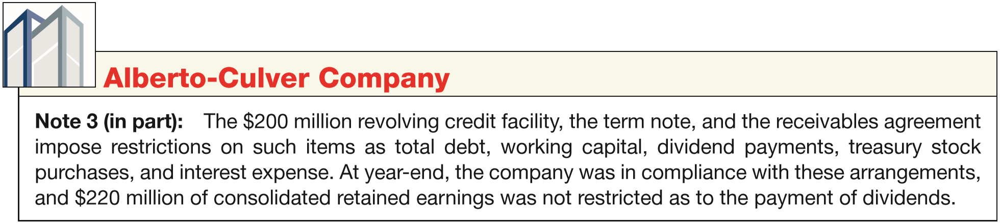 Alberto-Culver Company
Note 3 (in part): The $200 million revolving credit facility, the term note, and the receivables agreement
impose restrictions on such items as total debt, working capital, dividend payments, treasury stock
purchases, and interest expense. At year-end, the company was in compliance with these arrangements,
and $220 million of consolidated retained earnings was not restricted as to the payment of dividends.